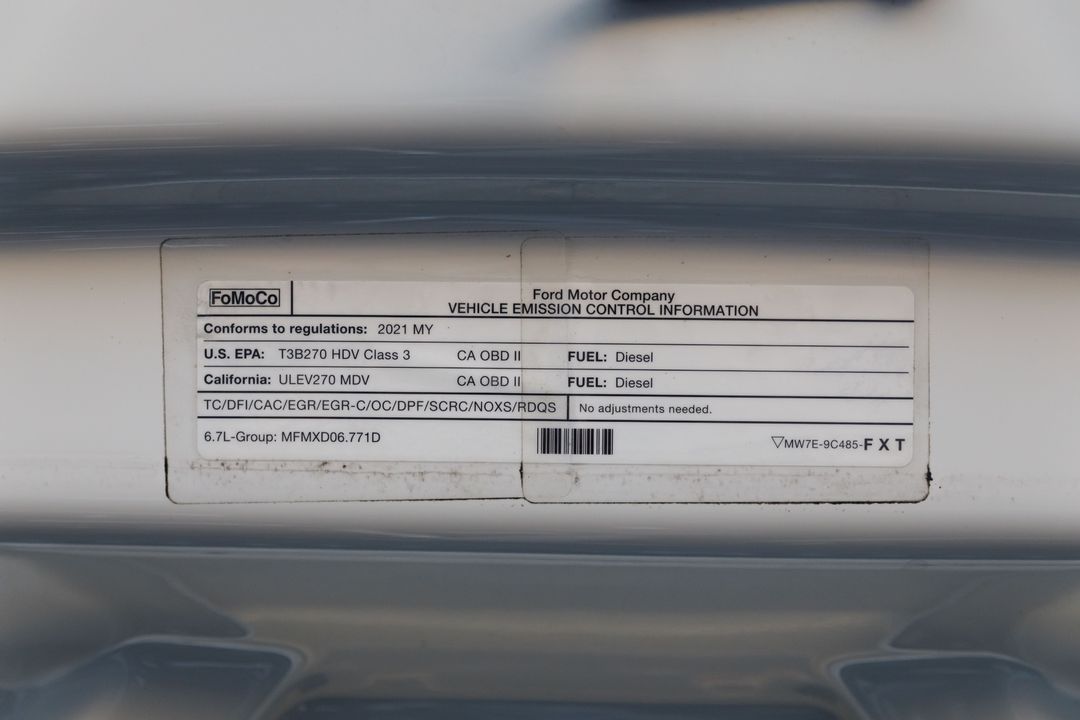 FoMoCo
Ford Motor Company
VEHICLE EMISSION CONTROL INFORMATION
Conforms to regulations: 2021 MY
U.S. EPA: T3B270 HDV Class 3 CA OBD II FUEL: Diesel
California: ULEV270 MDV CA OBD II FUEL: Diesel
TC/DFI/CAC/EGR/EGR-C/OC/DPF/SCRC/NOXS/RDQS No adjustments needed.
6.7L-Group: MFMXD06.771D ▽MW7E-9C485-FXT